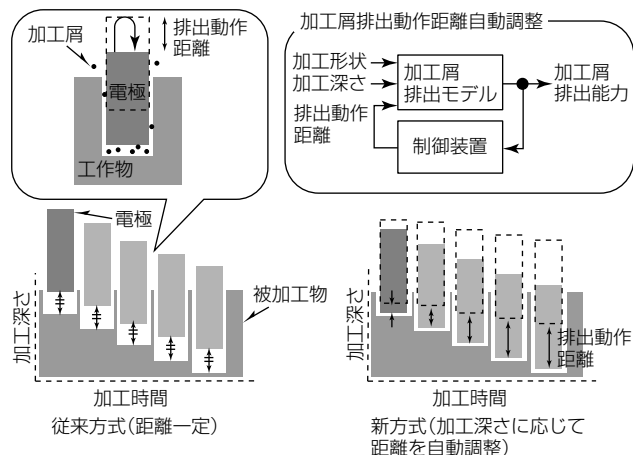 加工屑
排出動作
距離
電極
工作物
加工屑排出動作距離自動調整
加工形状
加工深さ
排出動作
距離
加工屑
排出モデル
加工屑
排出能力
制御装置
電極
被加工物
加工深さ
加工時間
従来方式(距離一定)
加工深さ
排出動作
距離
加工時間
新方式(加工深さに応じて
距離を自動調整)